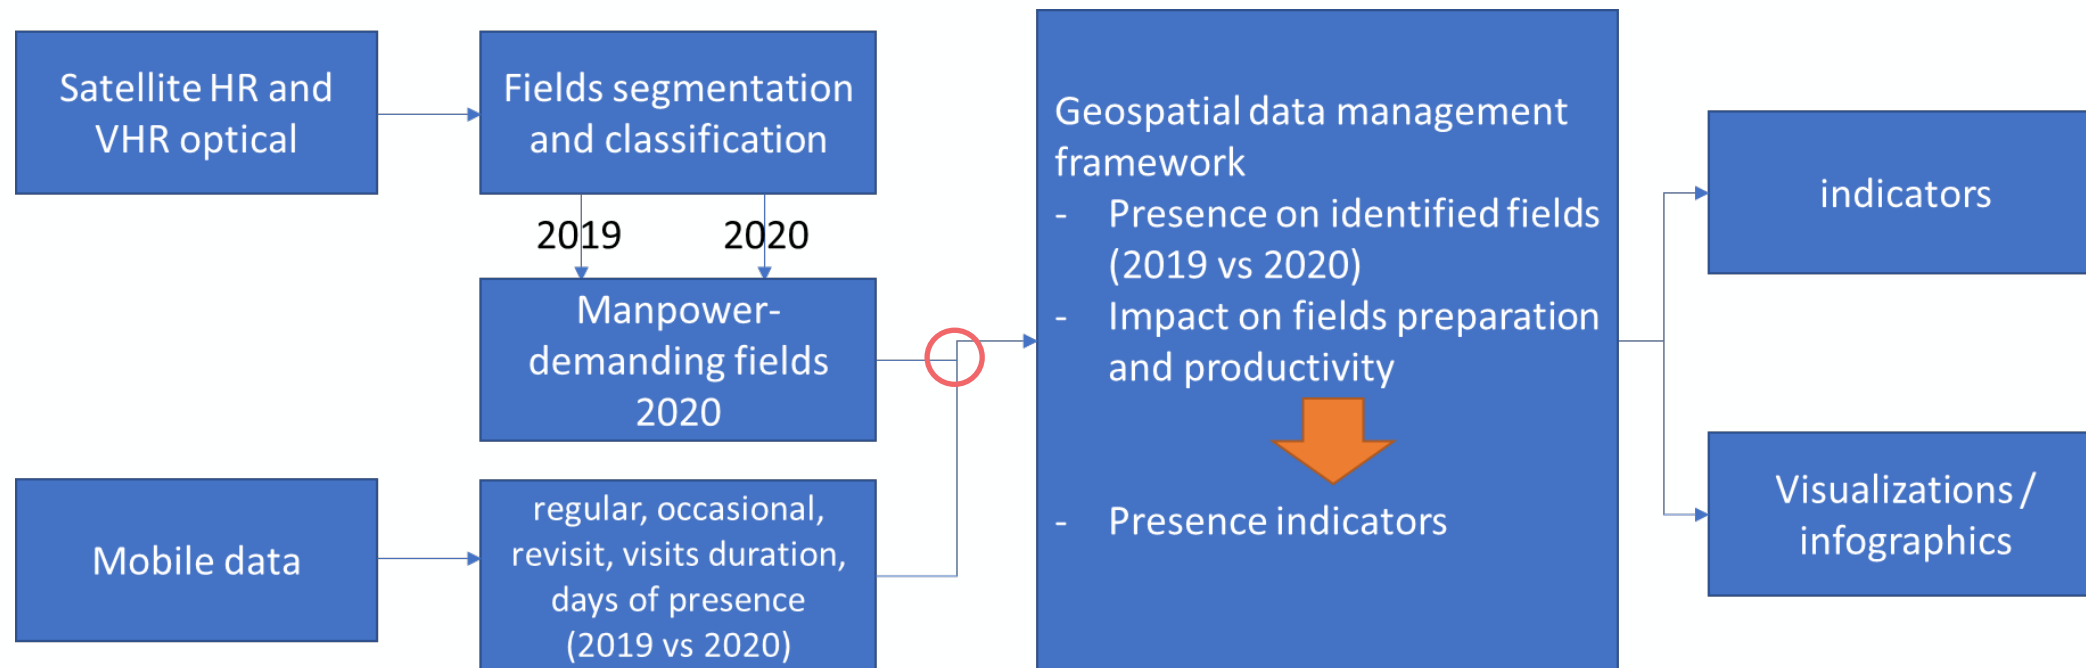 Satellite HR and
VHR optical
Fields segmentation
and classification
2019
2020
Manpower-
demanding fields
2020
Mobile data
regular, occasional,
revisit, visits duration,
days of presence
(2019 vs 2020)
Geospatial data management
framework
- Presence on identified fields
(2019 vs 2020)
- Impact on fields preparation
and productivity
- Presence indicators
indicators
Visualizations /
infographics